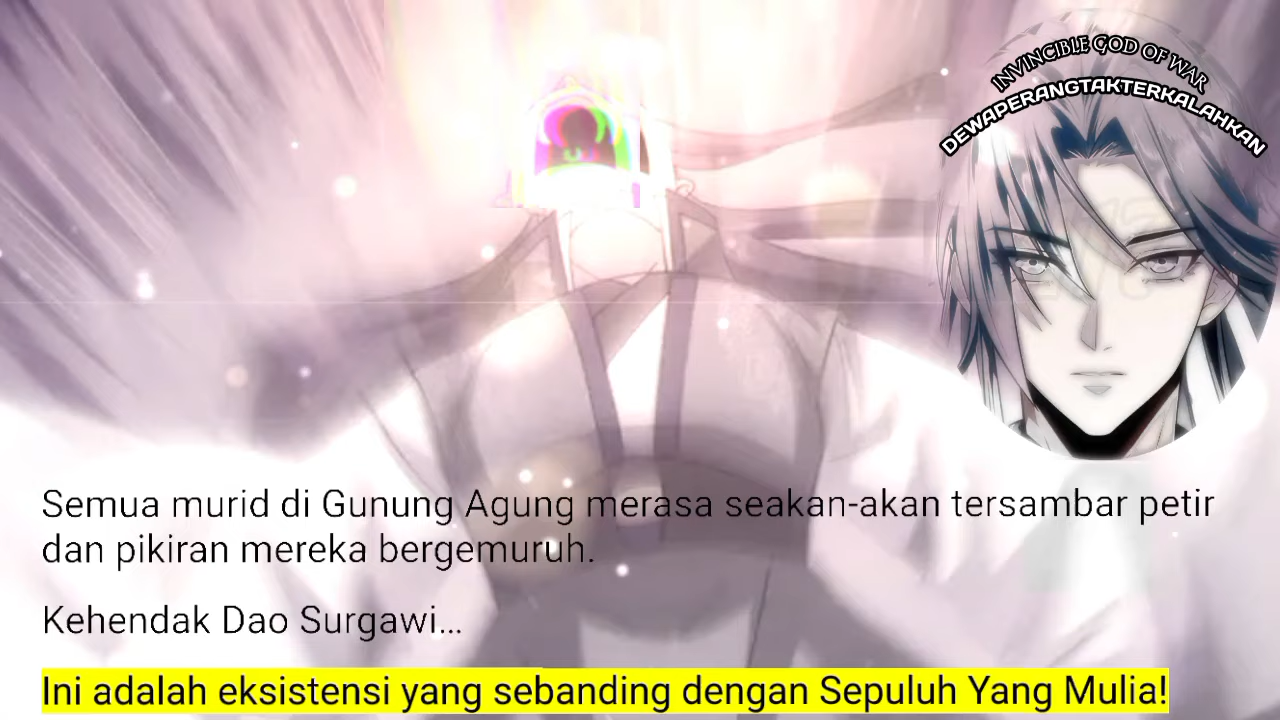 INVINCIBLE GOD OF WAR
DEWAPERANGTAKTERKALAHKAN
Semua murid di Gunung Agung merasa seakan-akan tersambar petir
dan pikiran mereka bergemuruh.
Kehendak Dao Surgawi...
Ini adalah eksistensi yang sebanding dengan Sepuluh Yang Mulia!